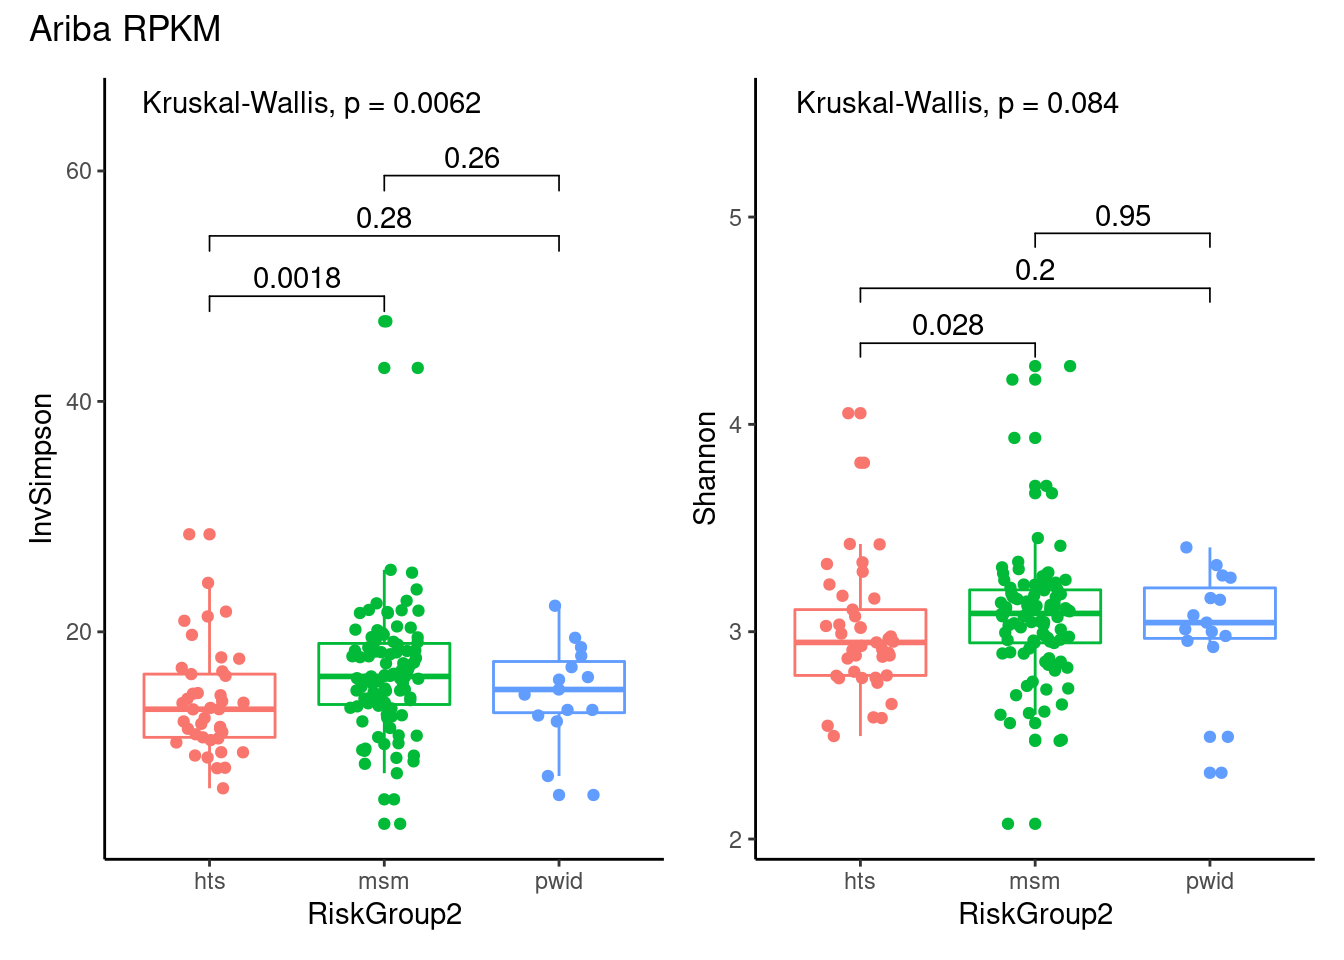 Ariba RPKM
Kruskal-Wallis, p = 0.0062
0.26
0.28
0.0018
60
40
20
InvSimpson
hts
msm
pwid
RiskGroup2
Kruskal-Wallis, p = 0.084
0.95
0.2
0.028
5
4
3
2
Shannon
hts
msm
pwid
RiskGroup2